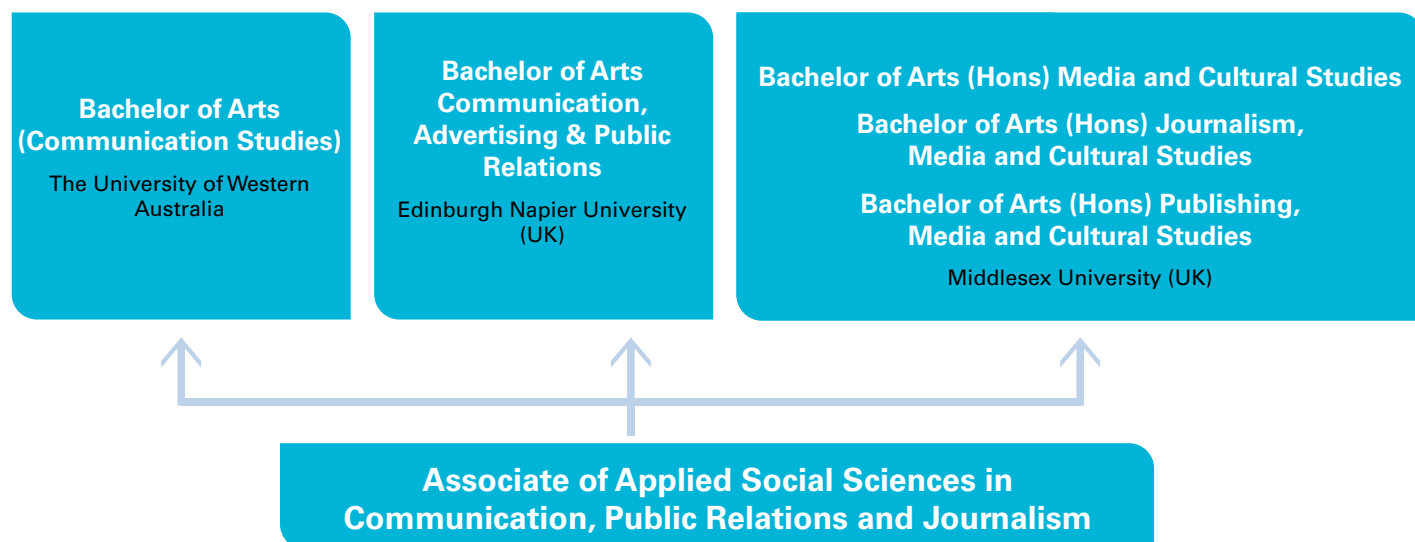 Bachelor of Arts
(Communication Studies)
The University of Western
Australia
Bachelor of Arts
Communication,
Advertising & Public
Relations
Edinburgh Napier University
(UK)
Bachelor of Arts (Hons) Media and Cultural Studies
Bachelor of Arts (Hons) Journalism,
Media and Cultural Studies
Bachelor of Arts (Hons) Publishing,
Media and Cultural Studies
Middlesex University (UK)
Associate of Applied Social Sciences in
Communication, Public Relations and Journalism